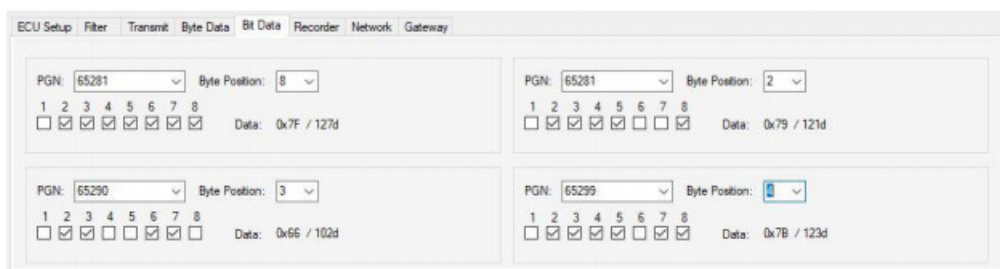 ECU Setup Filter Transmit Byte Data Bit Data Recorder Network Gateway
PGN: 65281 Byte Position: 8
1 2 3 4 5 6 7 8
Data: 0x7F / 127d
PGN: 65281 Byte Position: 2
1 2 3 4 5 6 7 8
Data: 0x79 / 121d
PGN: 65290 Byte Position: 3
1 2 3 4 5 6 7 8
Data: 0x66 / 102d
PGN: 65299 Byte Position: 4
1 2 3 4 5 6 7 8
Data: 0x7B / 123d